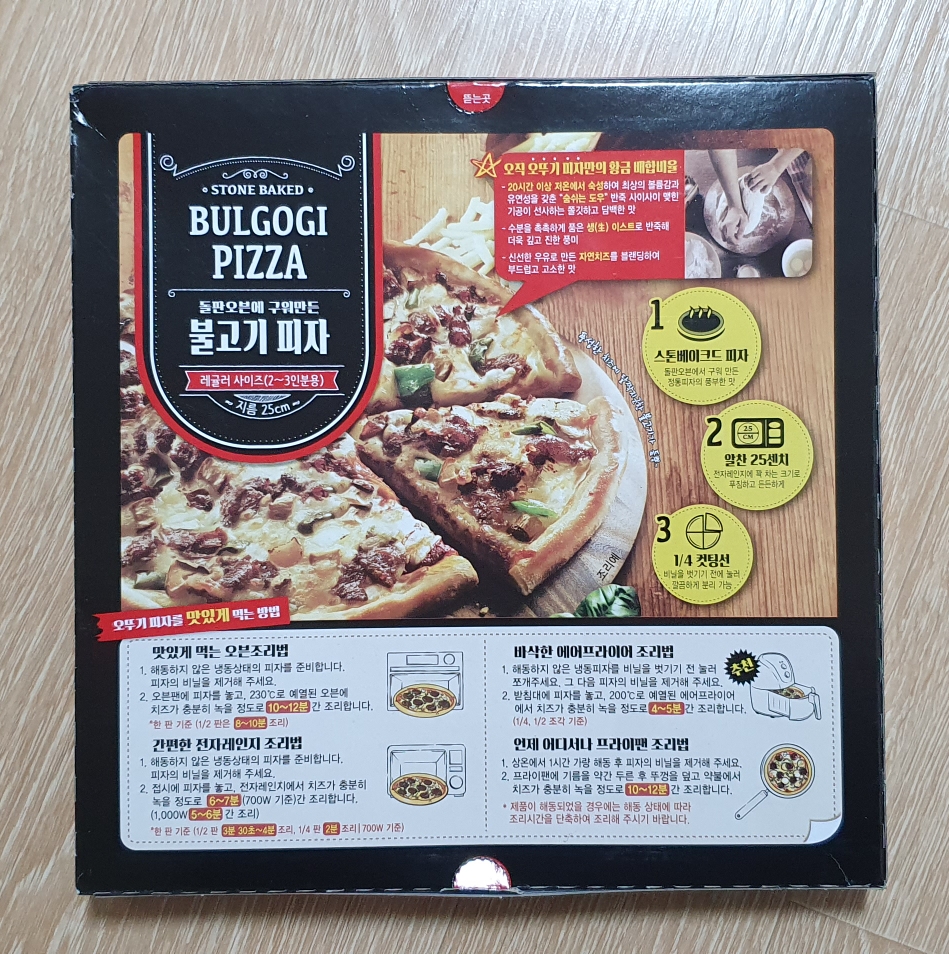 뜯는곳
STONE BAKED
BULGOGI
PIZZA
돌판오븐에 구워만든
불고기 피자
레귤러 사이즈(2~3인분용)
~ 지름 25cm ~
오직 오뚜기 피자만의 황금 배합비율
- 20시간 이상 저온에서 숙성하여 최상의 볼륨감과
유연성을 갖춘 "숨쉬는 도우" 반죽 사이사이 맺힌
기공이 선사하는 쫄깃하고 담백한 맛
- 수분을 촉촉하게 품은 생(生) 이스트로 반죽해
더욱 깊고 진한 풍미
- 신선한 우유로 만든 자연치즈를 블렌딩하여
부드럽고 고소한 맛
1
스톤베이크드 피자
돌판오븐에서 구워 만든
정통피자의 풍부한 맛
2
25
CM
알찬 25센치
전자레인지에 꽉 차는 크기로
푸짐하고 든든하게
3
1/4 컷팅선
비닐을 벗기기 전에 눌러
깔끔하게 분리 가능
조리예
오뚜기 피자를 맛있게 먹는 방법
맛있게 먹는 오븐조리법
1. 해동하지 않은 냉동상태의 피자를 준비합니다.
피자의 비닐을 제거해 주세요.
2. 오븐팬에 피자를 놓고, 230℃로 예열된 오븐에
치즈가 충분히 녹을 정도로 10~12분간 조리합니다.
*한 판 기준 (1/2 판은 8~10분 조리)
간편한 전자레인지 조리법
1. 해동하지 않은 냉동상태의 피자를 준비합니다.
피자의 비닐을 제거해 주세요.
2. 접시에 피자를 놓고, 전자레인지에서 치즈가 충분히
녹을 정도로 6~7분(700W 기준)간 조리합니다.
(1,000W 5~6분 간 조리)
*한 판 기준 (1/2 판 3분 30초~4분 조리, 1/4 판 2분 조리|700W 기준)
바삭한 에어프라이어 조리법
추천
1. 해동하지 않은 냉동피자를 비닐을 벗기기 전 눌러
쪼개주세요. 그 다음 피자의 비닐을 제거해 주세요.
2. 받침대에 피자를 놓고, 200℃로 예열된 에어프라이어
에서 치즈가 충분히 녹을 정도로 4~5분 간 조리합니다.
(1/4, 1/2 조각 기준)
언제 어디서나 프라이팬 조리법
1. 상온에서 1시간 가량 해동 후 피자의 비닐을 제거해 주세요.
2. 프라이팬에 기름을 약간 두른 후 뚜껑을 덮고 약불에서
치즈가 충분히 녹을 정도로 10~12분 간 조리합니다.
* 제품이 해동되었을 경우에는 해동 상태에 따라
조리시간을 단축하여 조리해 주시기 바랍니다.